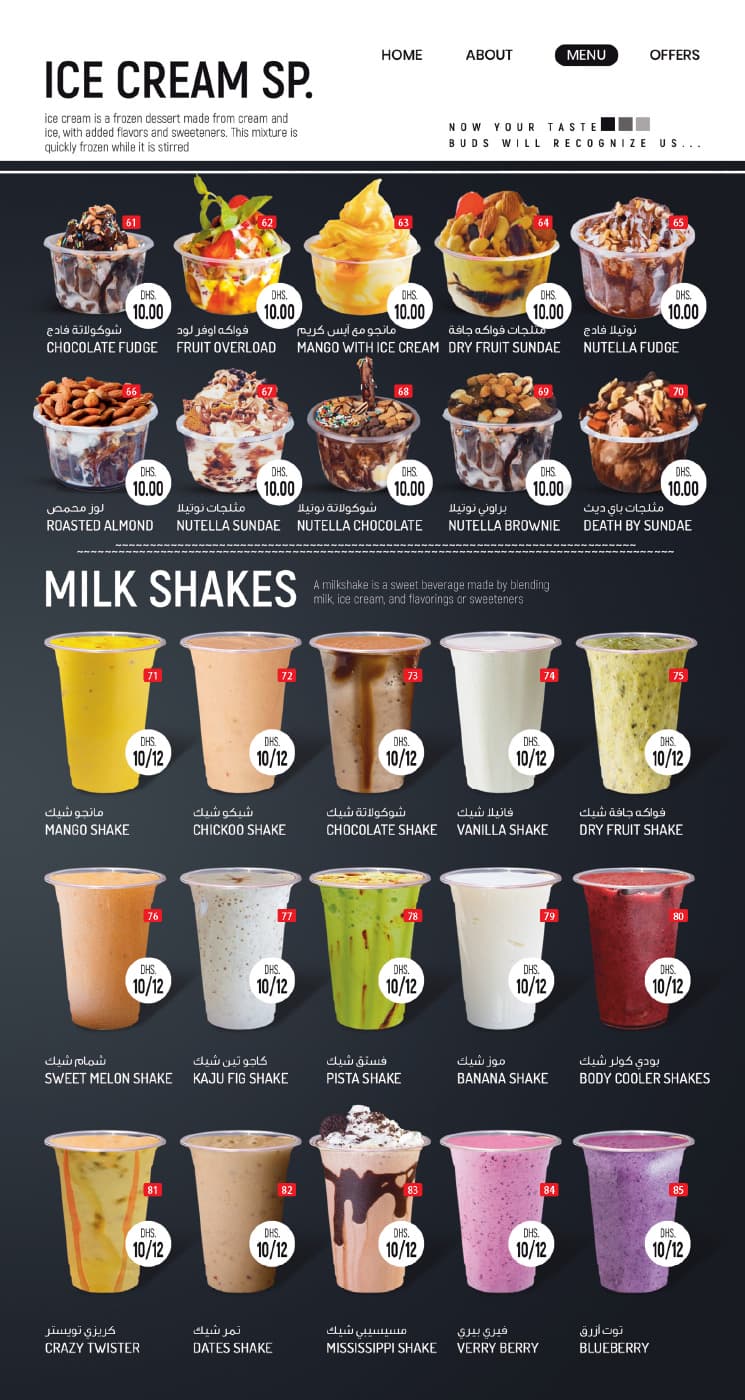 HOME ABOUT MENU OFFERS
ICE CREAM SP.
ice cream is a frozen dessert made from cream and
ice, with added flavors and sweeteners. This mixture is
quickly frozen while it is stirred
NOW YOUR TASTE
BUDS WILL RECOGNIZE US...
61 62 63 64 65
DHS. DHS. DHS. DHS. DHS.
10.00 10.00 10.00 10.00 10.00
شوكولاتة فادج فواكه اوفر لود مانجو مع آيس كريم مثلجات فواكه جافة نوتيلا فادج
CHOCOLATE FUDGE FRUIT OVERLOAD MANGO WITH ICE CREAM DRY FRUIT SUNDAE NUTELLA FUDGE
66 67 68 69 70
DHS. DHS. DHS. DHS. DHS.
10.00 10.00 10.00 10.00 10.00
لوز محمص مثلجات نوتيلا شوكولاتة نوتيلا براوني نوتيلا مثلجات باي ديث
ROASTED ALMOND NUTELLA SUNDAE NUTELLA CHOCOLATE NUTELLA BROWNIE DEATH BY SUNDAE
MILK SHAKES
A milkshake is a sweet beverage made by blending
milk, ice cream, and flavorings or sweeteners
71 72 73 74 75
DHS. DHS. DHS. DHS. DHS.
10/12 10/12 10/12 10/12 10/12
مانجو شيك شيكو شيك شوكولاتة شيك فانيلا شيك فواكه جافة شيك
MANGO SHAKE CHICKOO SHAKE CHOCOLATE SHAKE VANILLA SHAKE DRY FRUIT SHAKE
76 77 78 79 80
DHS. DHS. DHS. DHS. DHS.
10/12 10/12 10/12 10/12 10/12
شمام شيك كاجو تين شيك فستق شيك موز شيك بودي كولر شيك
SWEET MELON SHAKE KAJU FIG SHAKE PISTA SHAKE BANANA SHAKE BODY COOLER SHAKES
81 82 83 84 85
DHS. DHS. DHS. DHS. DHS.
10/12 10/12 10/12 10/12 10/12
كريزي تويستر تمر شيك مسيسيبي شيك فيري بيري توت أزرق
CRAZY TWISTER DATES SHAKE MISSISSIPPI SHAKE VERRY BERRY BLUEBERRY